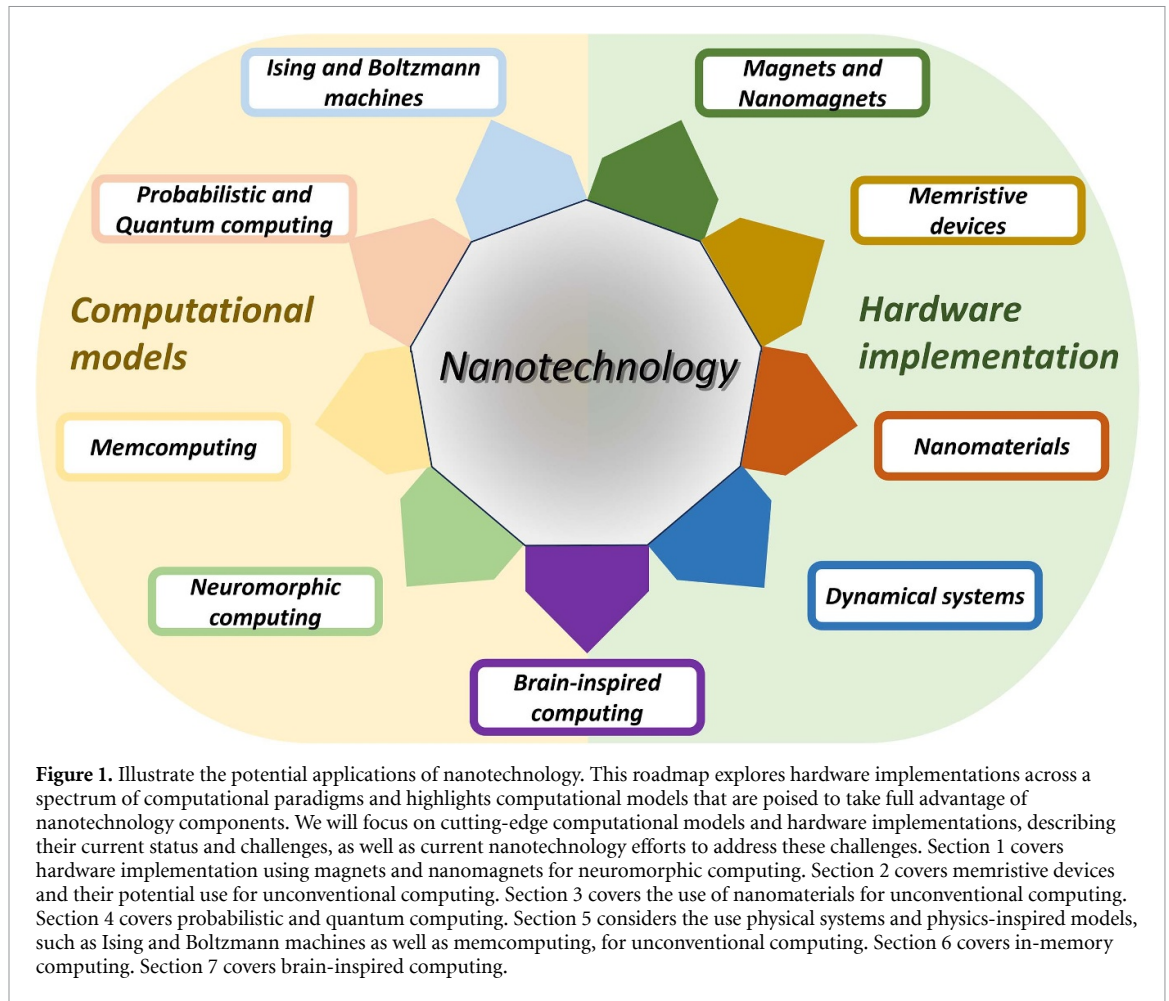 Ising and Boltzmann
machines
Magnets and
Nanomagnets
Probabilistic and
Quantum computing
Memristive
devices
Computational
models
Hardware
implementation
Nanotechnology
Memcomputing
Nanomaterials
Neuromorphic
computing
Dynamical systems
Brain-inspired
computing
Figure 1. Illustrate the potential applications of nanotechnology. This roadmap explores hardware implementations across a
spectrum of computational paradigms and highlights computational models that are poised to take full advantage of
nanotechnology components. We will focus on cutting-edge computational models and hardware implementations, describing
their current status and challenges, as well as current nanotechnology efforts to address these challenges. Section 1 covers
hardware implementation using magnets and nanomagnets for neuromorphic computing. Section 2 covers memristive devices
and their potential use for unconventional computing. Section 3 covers the use of nanomaterials for unconventional computing.
Section 4 covers probabilistic and quantum computing. Section 5 considers the use physical systems and physics-inspired models,
such as Ising and Boltzmann machines as well as memcomputing, for unconventional computing. Section 6 covers in-memory
computing. Section 7 covers brain-inspired computing.